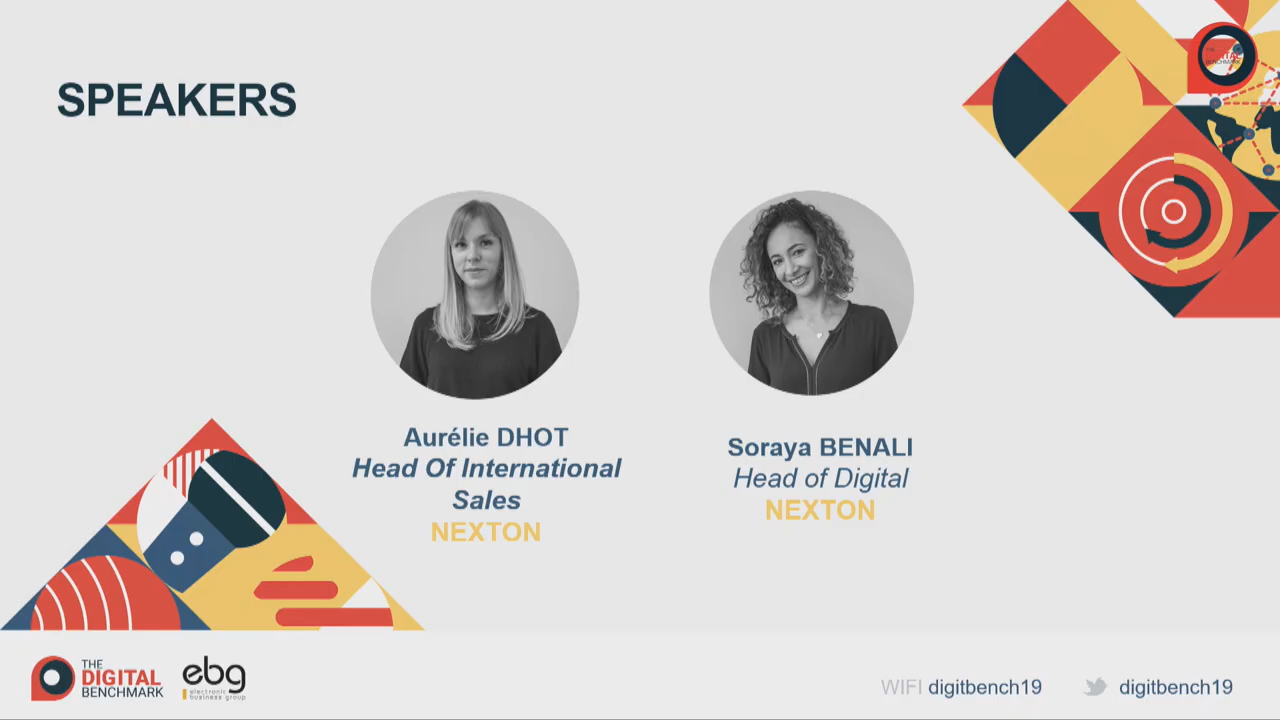 SPEAKERS
Aurélie DHOT
Head Of International
Sales
NEXTON
Soraya BENALI
Head of Digital
NEXTON
THE
DIGITAL
BENCHMARK
ebg
electronic
business group
WIFI digitbench19
digitbench19